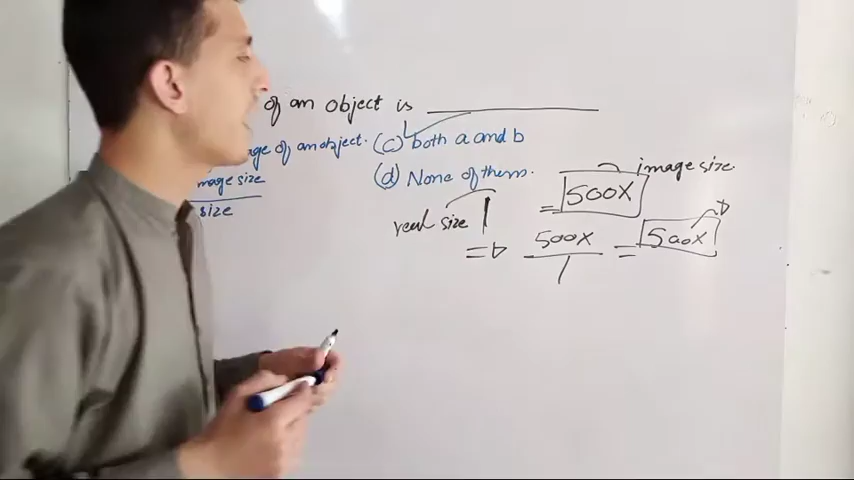 of an object is
age of an object. (c) both a and b
mage size (d) None of them.
size
image size
= 500X
real size 1
=> 500X / 1 = 500X